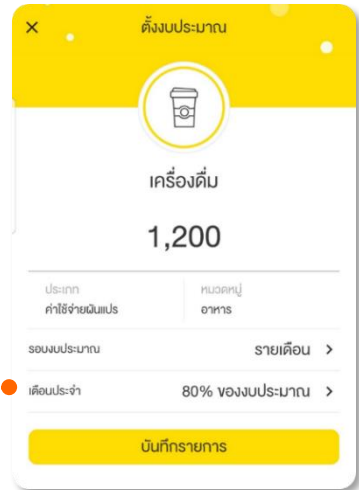 ตั้งงบประมาณ
เครื่องดื่ม
1,200
ประเภท หมวดหมู่
ค่าใช้จ่ายผันแปร อาหาร
รอบงบประมาณ รายเดือน
เตือนประจำ 80% ของงบประมาณ
บันทึกรายการ